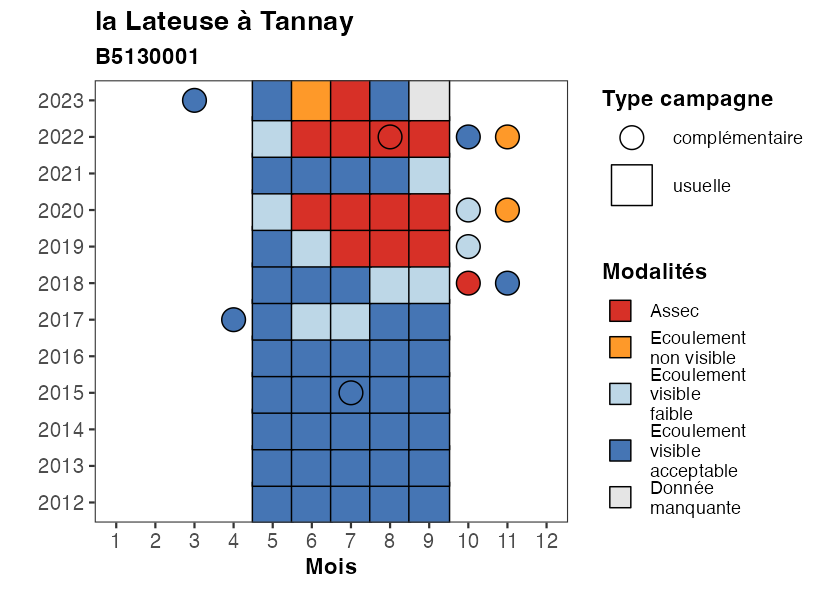 la Lateuse à Tannay
B5130001
2023
2022
2021
2020
2019
2018
2017
2016
2015
2014
2013
2012
1 2 3 4 5 6 7 8 9 10 11 12
Mois
Type campagne
complémentaire
usuelle
Modalités
Assec
Ecoulement
non visible
Ecoulement
visible
faible
Ecoulement
visible
acceptable
Donnée
manquante